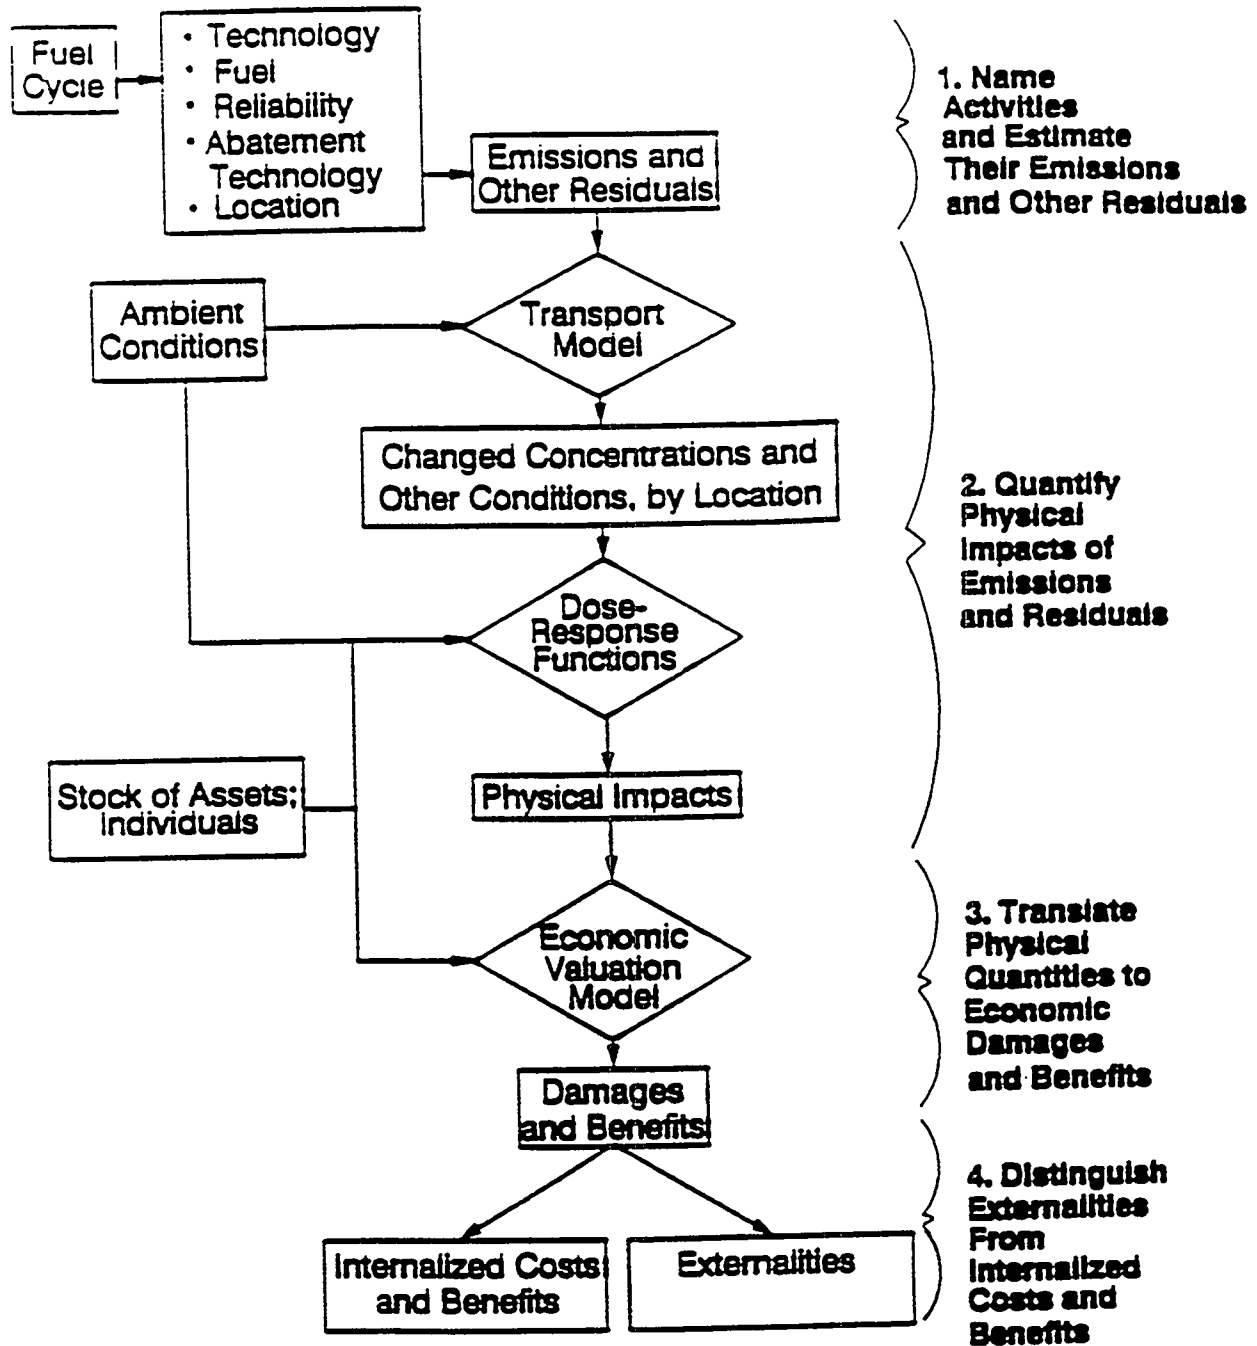 Fuel
Cycle
• Technology
• Fuel
• Reliability
• Abatement
Technology
• Location
Emissions and
Other Residuals
1. Name
Activities
and Estimate
Their Emissions
and Other Residuals
Ambient
Conditions
Transport
Model
Changed Concentrations and
Other Conditions, by Location
Dose-
Response
Functions
2. Quantify
Physical
Impacts of
Emissions
and Residuals
Stock of Assets;
Individuals
Physical Impacts
Economic
Valuation
Model
3. Translate
Physical
Quantities to
Economic
Damages
and Benefits
Damages
and Benefits
Internalized Costs
and Benefits
Externalities
4. Distinguish
Externalities
From
Internalized
Costs and
Benefits